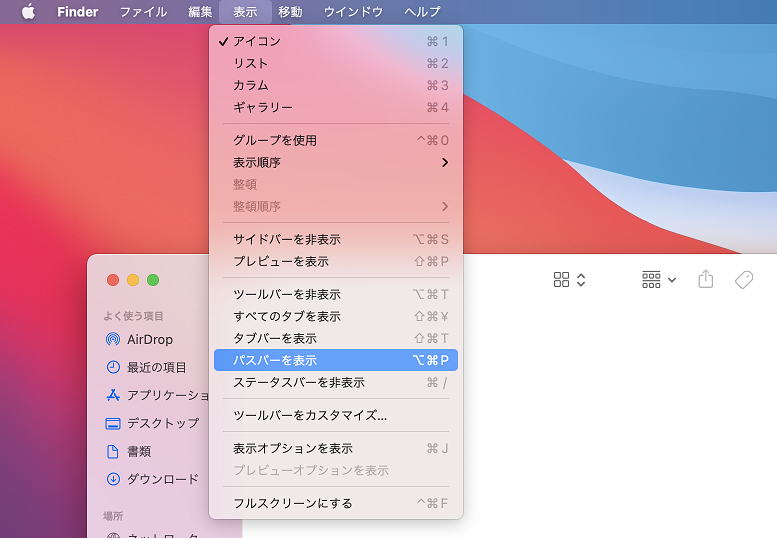 Finder ファイル 編集 表示 移動 ウインドウ ヘルプ
✓ アイコン ⌘1
リスト ⌘2
カラム ⌘3
ギャラリー ⌘4
グループを使用 ^⌘0
表示順序 >
整頓
整頓順序 >
サイドバーを非表示 ⌥⌘S
プレビューを表示 ⇧⌘P
ツールバーを非表示 ⌥⌘T
すべてのタブを表示 ⇧⌘¥
タブバーを表示 ⇧⌘T
パスバーを表示 ⌥⌘P
ステータスバーを非表示 ⌘/
ツールバーをカスタマイズ...
表示オプションを表示 ⌘J
プレビューオプションを表示
フルスクリーンにする ^⌘F
よく使う項目
AirDrop
最近の項目
アプリケーショ
デスクトップ
書類
ダウンロード
場所
ネットワーク